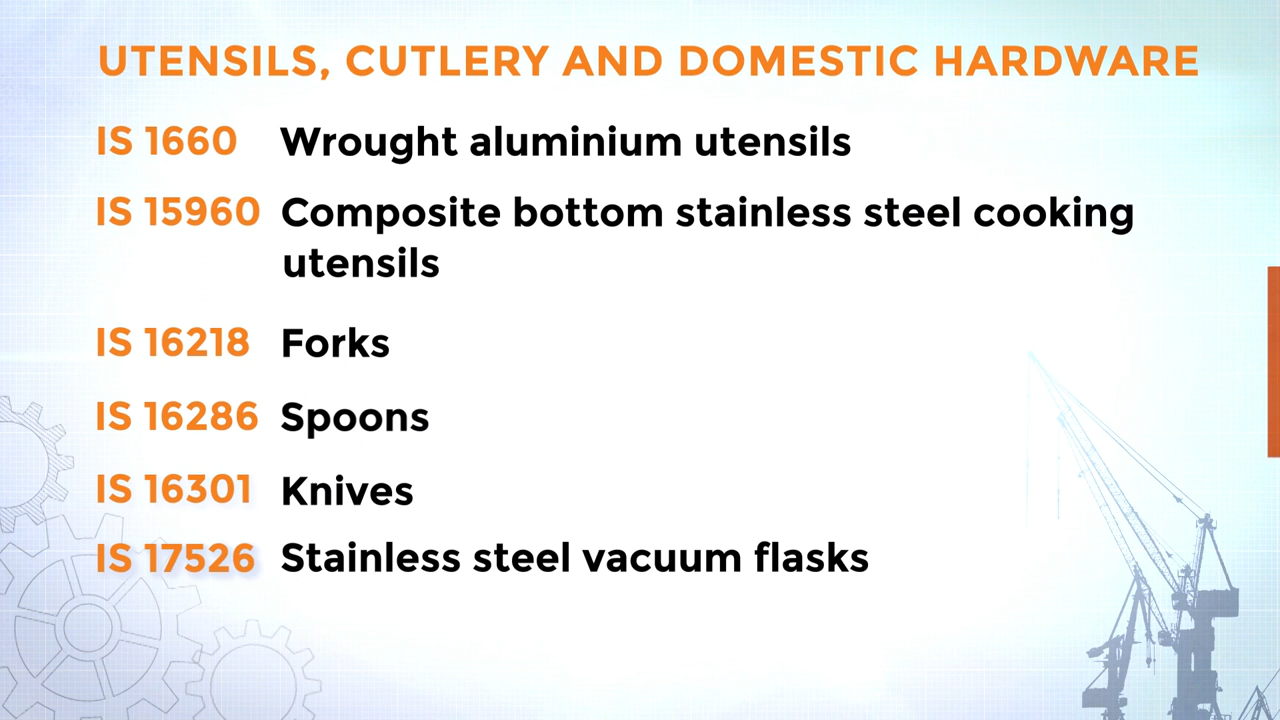 UTENSILS, CUTLERY AND DOMESTIC HARDWARE
IS 1660 Wrought aluminium utensils
IS 15960 Composite bottom stainless steel cooking
utensils
IS 16218 Forks
IS 16286 Spoons
IS 16301 Knives
IS 17526 Stainless steel vacuum flasks